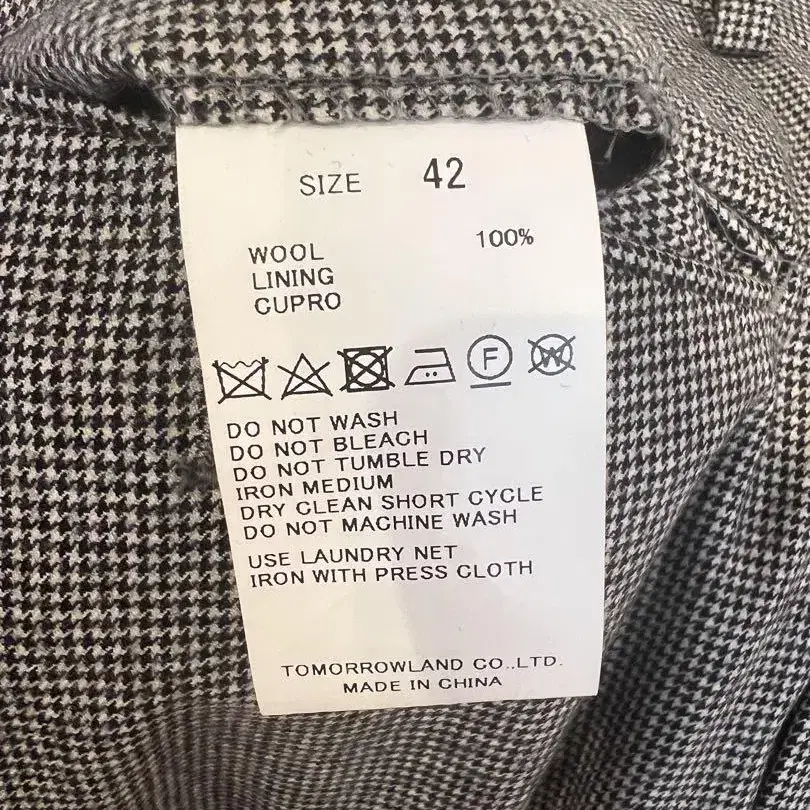 SIZE 42
WOOL 100%
LINING
CUPRO
F
W
DO NOT WASH
DO NOT BLEACH
DO NOT TUMBLE DRY
IRON MEDIUM
DRY CLEAN SHORT CYCLE
DO NOT MACHINE WASH
USE LAUNDRY NET
IRON WITH PRESS CLOTH
TOMORROWLAND CO.,LTD.
MADE IN CHINA